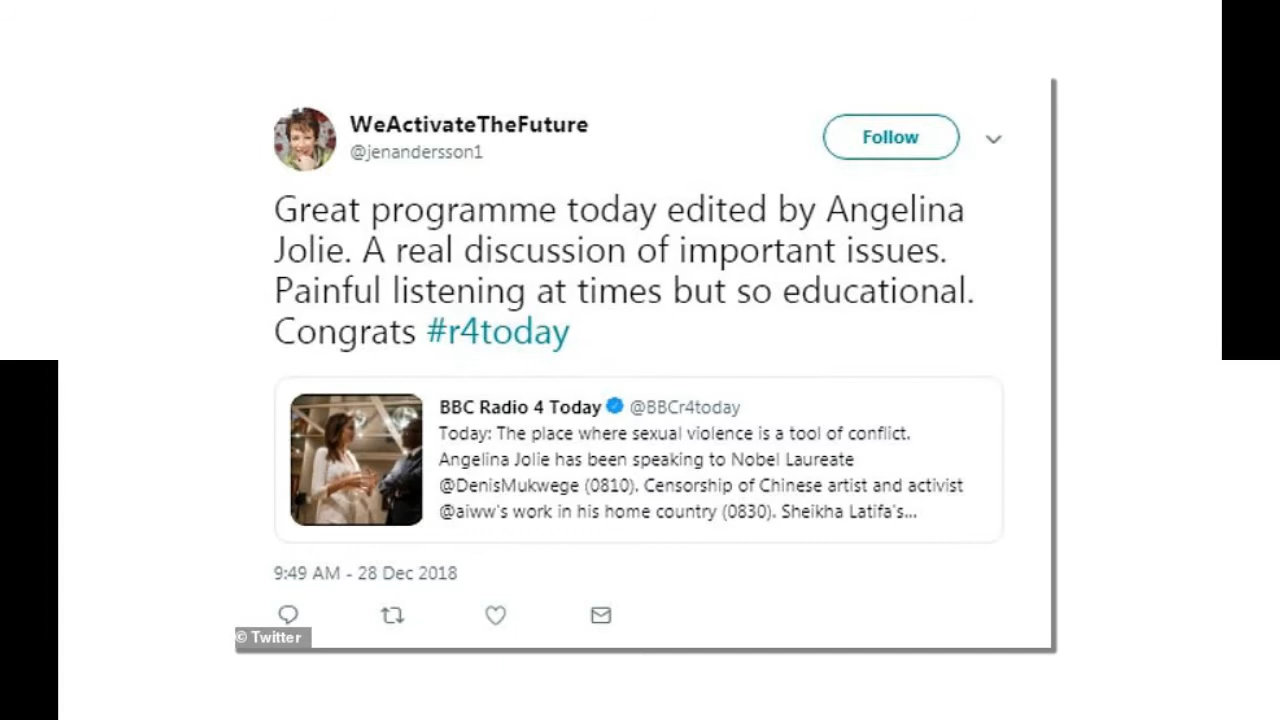 WeActivateTheFuture
@jenandersson1
Follow
Great programme today edited by Angelina
Jolie. A real discussion of important issues.
Painful listening at times but so educational.
Congrats #r4today
BBC Radio 4 Today @BBCr4today
Today: The place where sexual violence is a tool of conflict.
Angelina Jolie has been speaking to Nobel Laureate
@DenisMukwege (0810). Censorship of Chinese artist and activist
@aiww's work in his home country (0830). Sheikha Latifa's...
9:49 AM - 28 Dec 2018
© Twitter